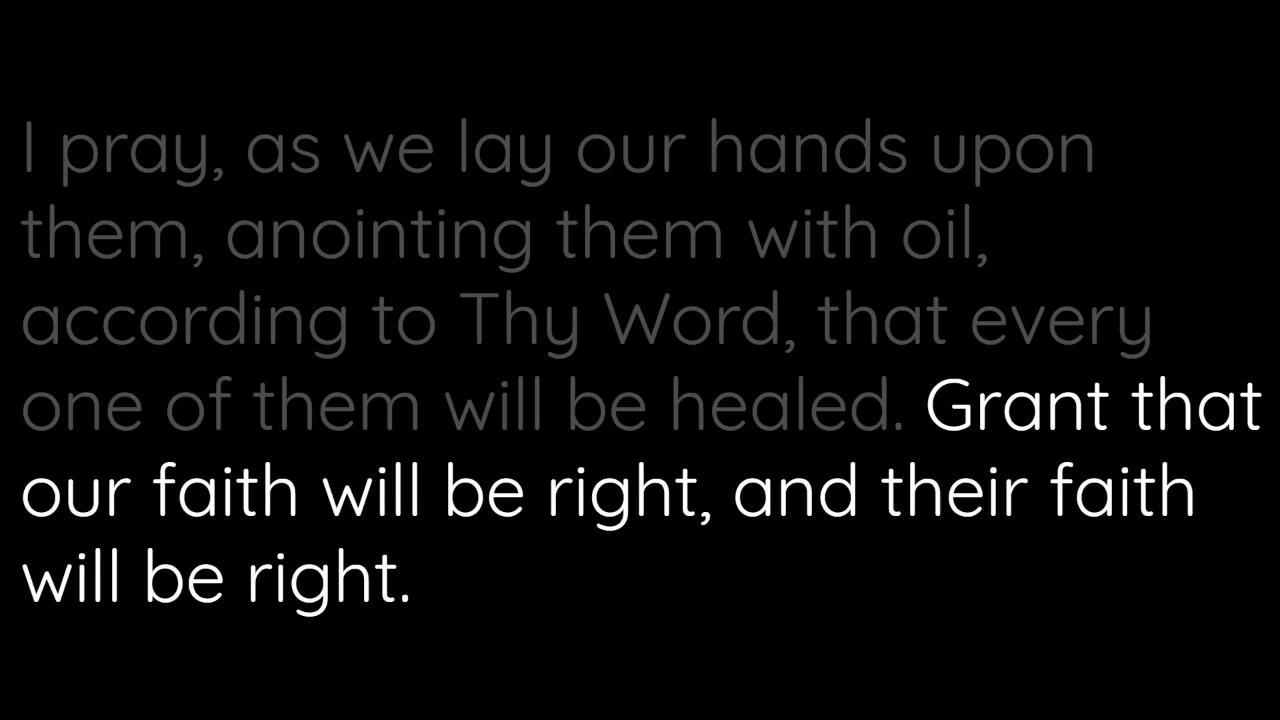 I pray, as we lay our hands upon
them, anointing them with oil,
according to Thy Word, that every
one of them will be healed. Grant that
our faith will be right, and their faith
will be right.